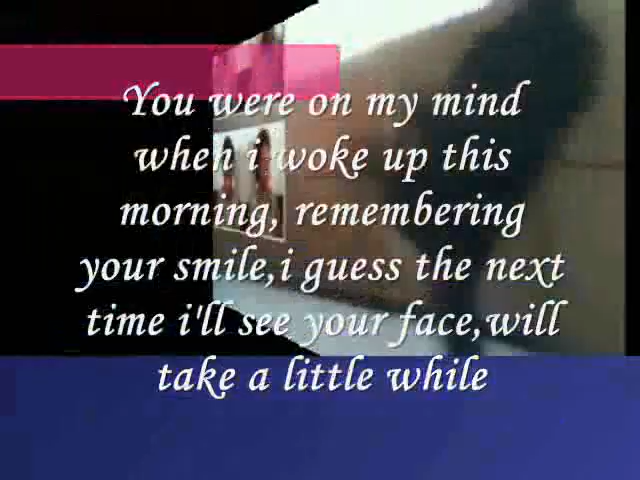 You were on my mind
when i woke up this
morning, remembering
your smile,i guess the next
time i'll see your face,will
take a little while